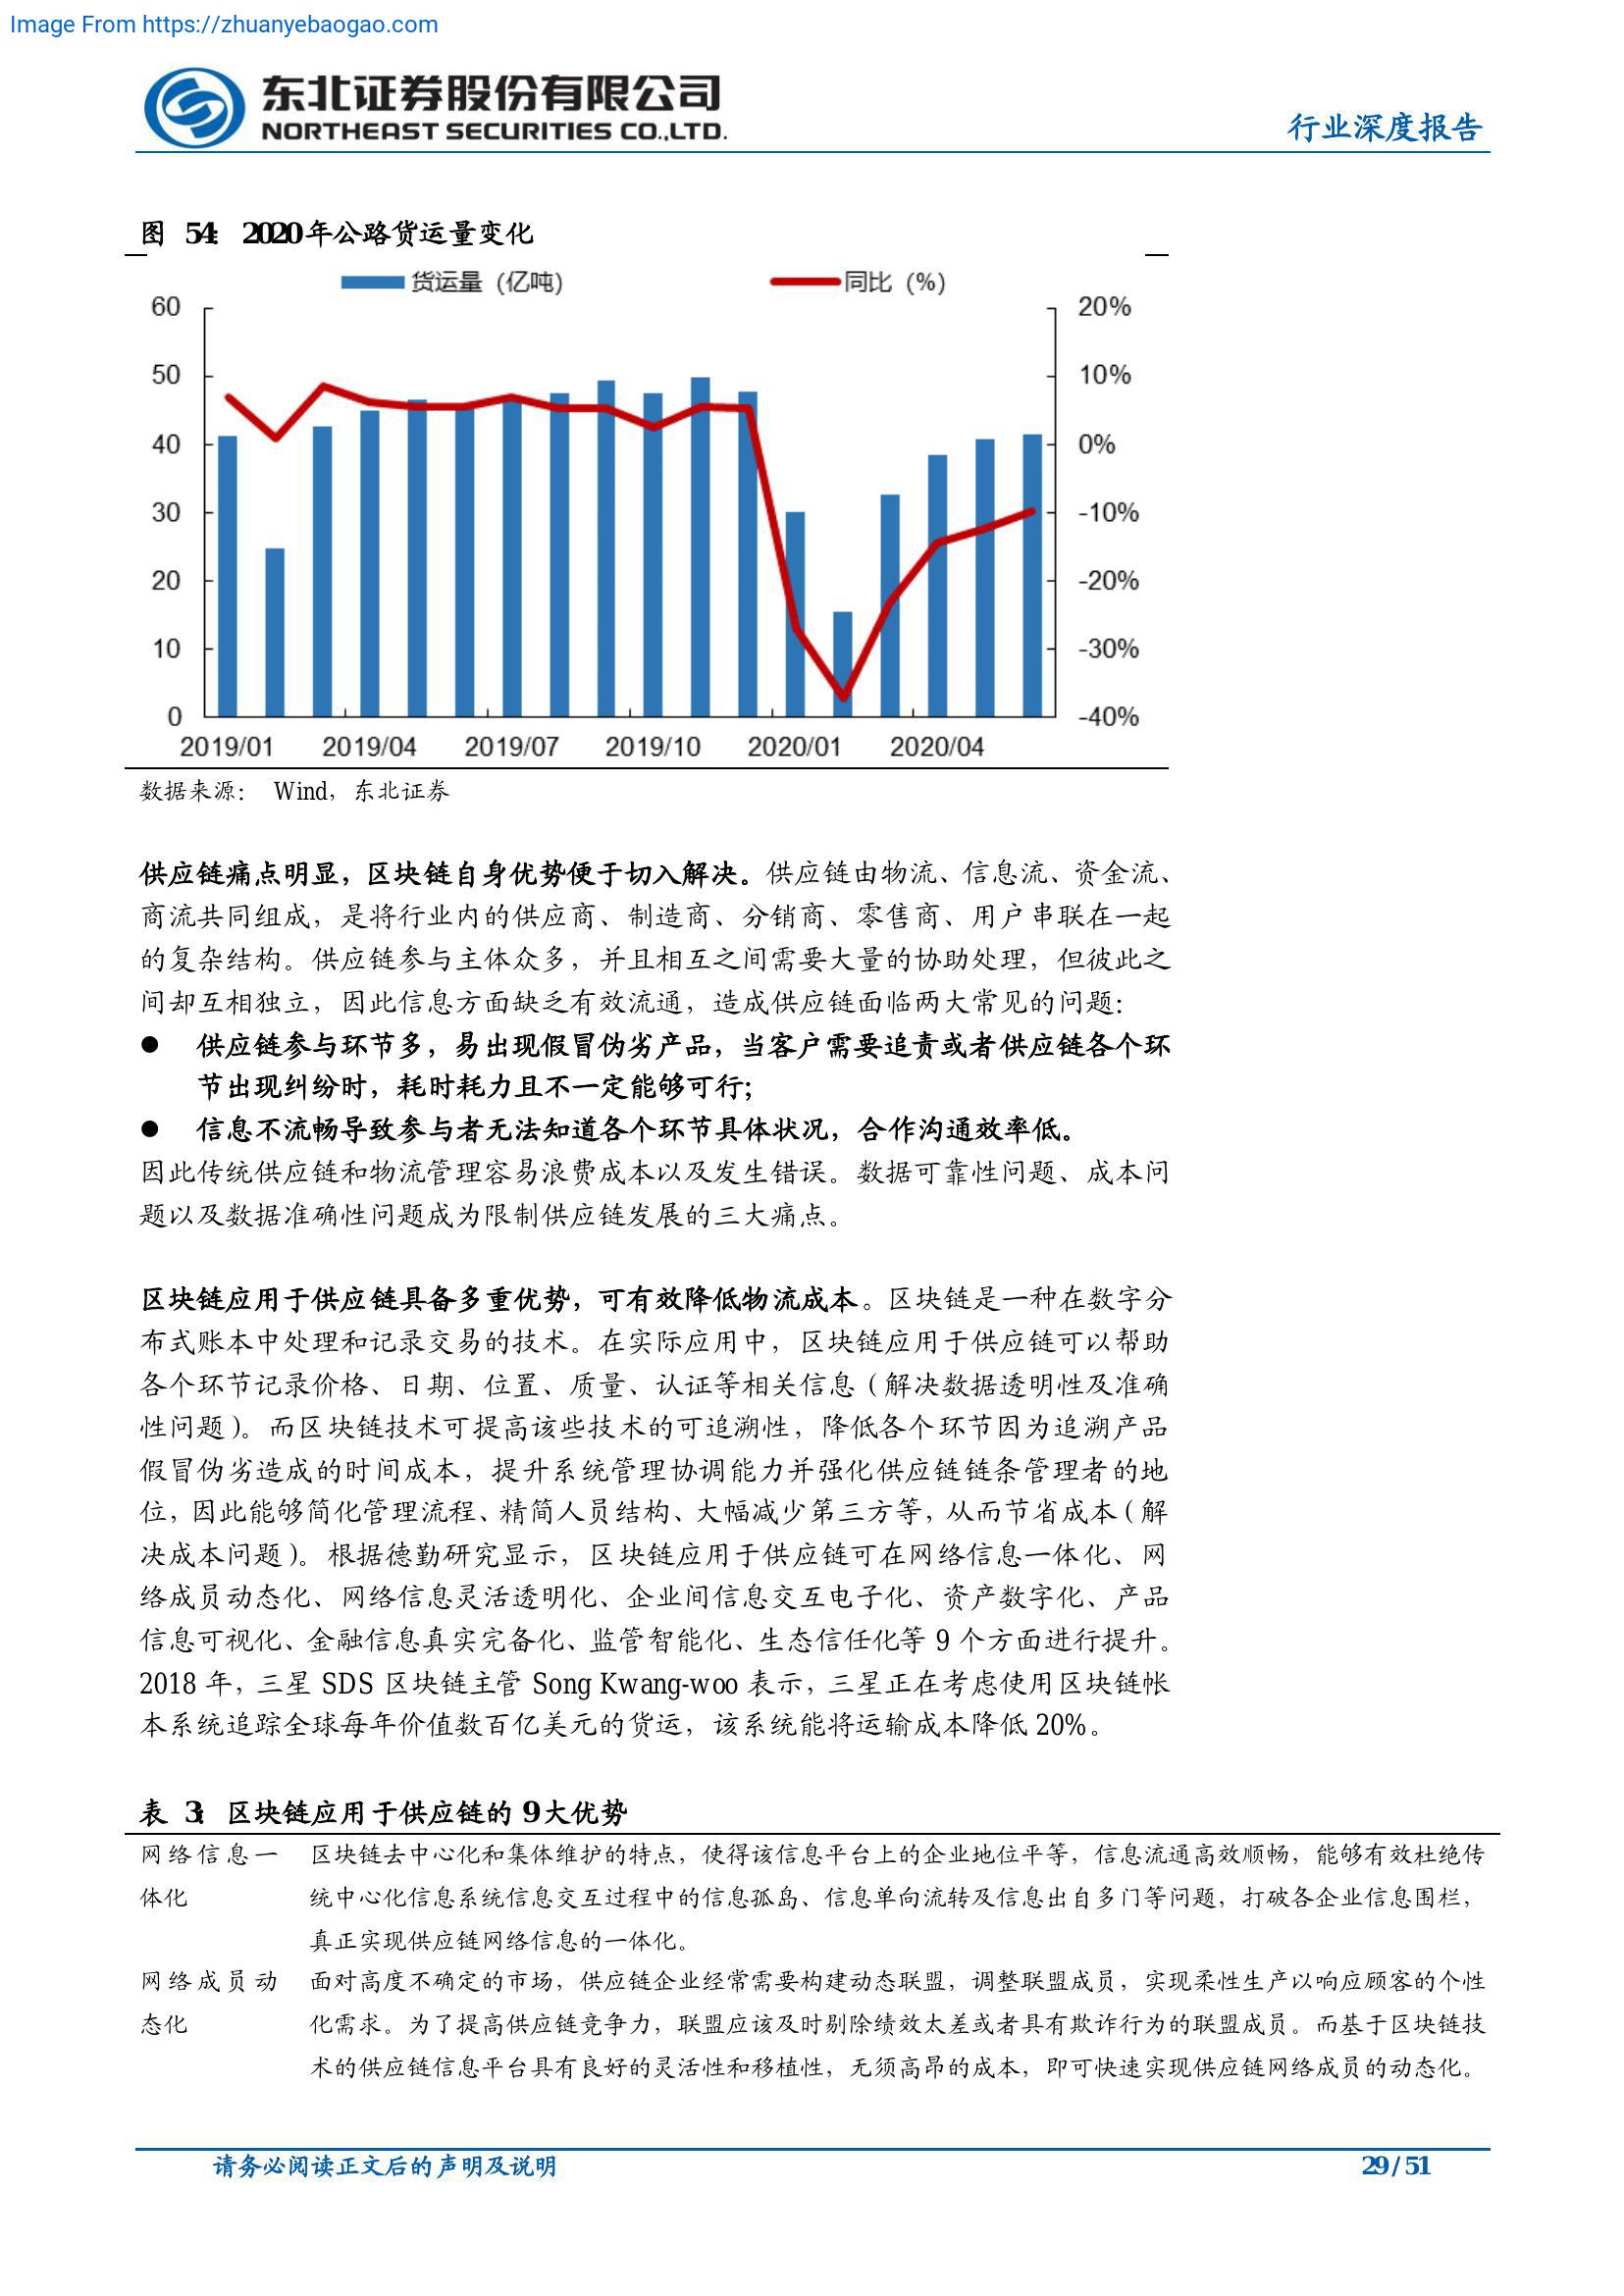 Image From https://zhuanyebaogao.com
东北证券股份有限公司
NORTHEAST SECURITIES CO.,LTD.
行业深度报告
图 54: 2020年公路货运量变化
货运量（亿吨） 同比（%）
60 20%
50 10%
40 0%
30 -10%
20 -20%
10 -30%
0 -40%
2019/01 2019/04 2019/07 2019/10 2020/01 2020/04
数据来源： Wind，东北证券
供应链痛点明显，区块链自身优势便于切入解决。供应链由物流、信息流、资金流、
商流共同组成，是将行业内的供应商、制造商、分销商、零售商、用户串联在一起
的复杂结构。供应链参与主体众多，并且相互之间需要大量的协助处理，但彼此之
间却互相独立，因此信息方面缺乏有效流通，造成供应链面临两大常见的问题：
● 供应链参与环节多，易出现假冒伪劣产品，当客户需要追责或者供应链各个环
节出现纠纷时，耗时耗力且不一定能够可行；
● 信息不流畅导致参与者无法知道各个环节具体状况，合作沟通效率低。
因此传统供应链和物流管理容易浪费成本以及发生错误。数据可靠性问题、成本问
题以及数据准确性问题成为限制供应链发展的三大痛点。
区块链应用于供应链具备多重优势，可有效降低物流成本。区块链是一种在数字分
布式账本中处理和记录交易的技术。在实际应用中，区块链应用于供应链可以帮助
各个环节记录价格、日期、位置、质量、认证等相关信息（解决数据透明性及准确
性问题）。而区块链技术可提高该些技术的可追溯性，降低各个环节因为追溯产品
假冒伪劣造成的时间成本，提升系统管理协调能力并强化供应链链条管理者的地
位，因此能够简化管理流程、精简人员结构、大幅减少第三方等，从而节省成本（解
决成本问题）。根据德勤研究显示，区块链应用于供应链可在网络信息一体化、网
络成员动态化、网络信息灵活透明化、企业间信息交互电子化、资产数字化、产品
信息可视化、金融信息真实完备化、监管智能化、生态信任化等 9 个方面进行提升。
2018 年，三星 SDS 区块链主管 Song Kwang-woo 表示，三星正在考虑使用区块链帐
本系统追踪全球每年价值数百亿美元的货运，该系统能将运输成本降低 20%。
表 3: 区块链应用于供应链的 9大优势
网络信息一 区块链去中心化和集体维护的特点，使得该信息平台上的企业地位平等，信息流通高效顺畅，能够有效杜绝传
体化 统中心化信息系统信息交互过程中的信息孤岛、信息单向流转及信息出自多门等问题，打破各企业信息围栏，
真正实现供应链网络信息的一体化。
网络成员动 面对高度不确定的市场，供应链企业经常需要构建动态联盟，调整联盟成员，实现柔性生产以响应顾客的个性
态化 化需求。为了提高供应链竞争力，联盟应该及时剔除绩效太差或者具有欺诈行为的联盟成员。而基于区块链技
术的供应链信息平台具有良好的灵活性和移植性，无须高昂的成本，即可快速实现供应链网络成员的动态化。
请务必阅读正文后的声明及说明 29 / 51